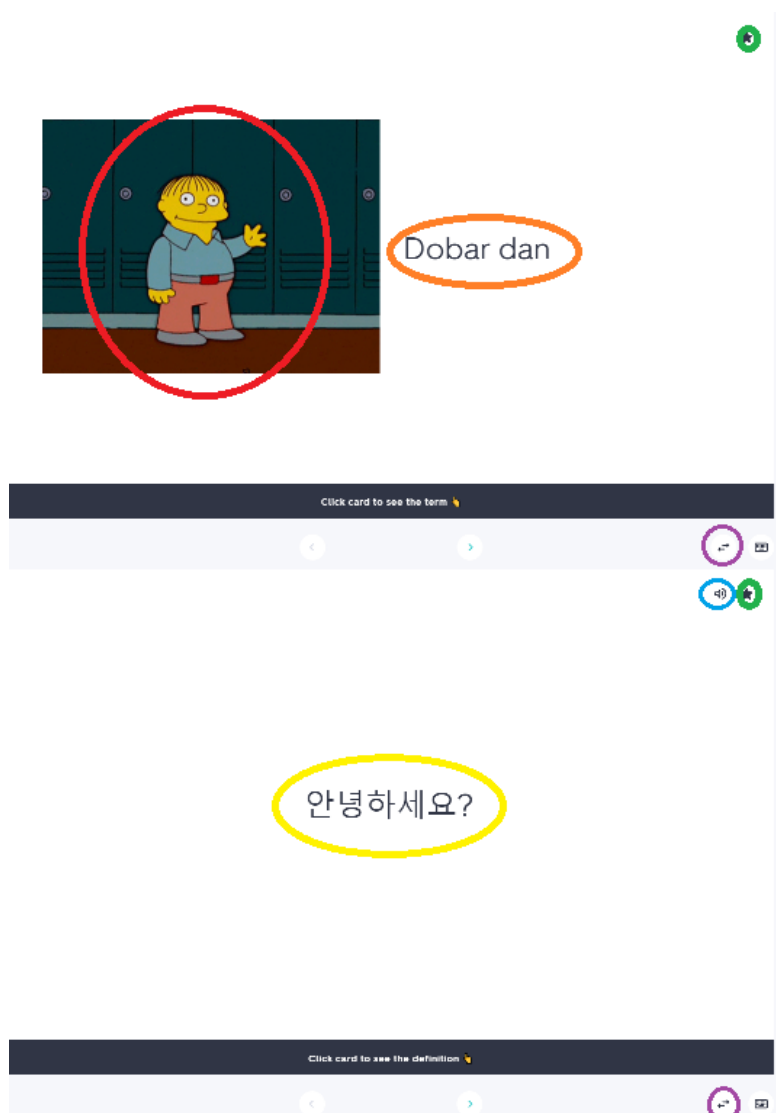 Dobar dan
Click card to see the term 👆
안녕하세요?
Click card to see the definition 👆